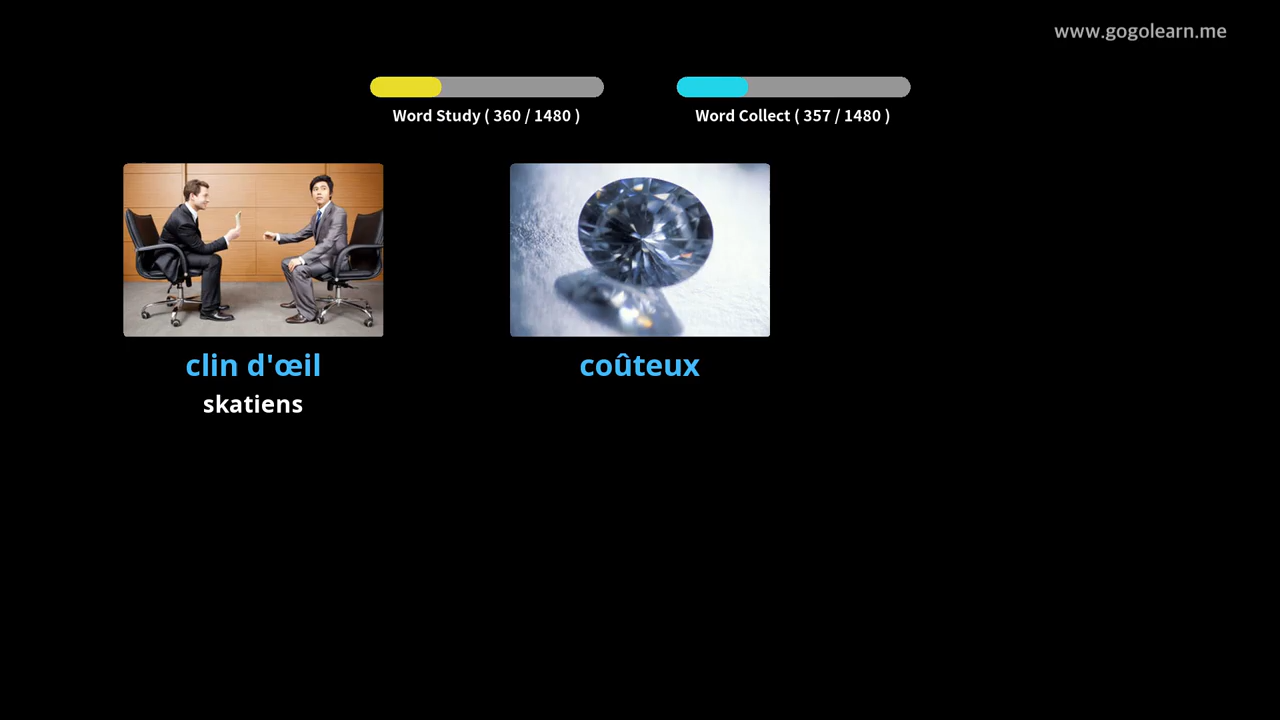 www.gogolearn.me
Word Study ( 360 / 1480 )
Word Collect ( 357 / 1480 )
clin d'œil
coûteux
skatiens